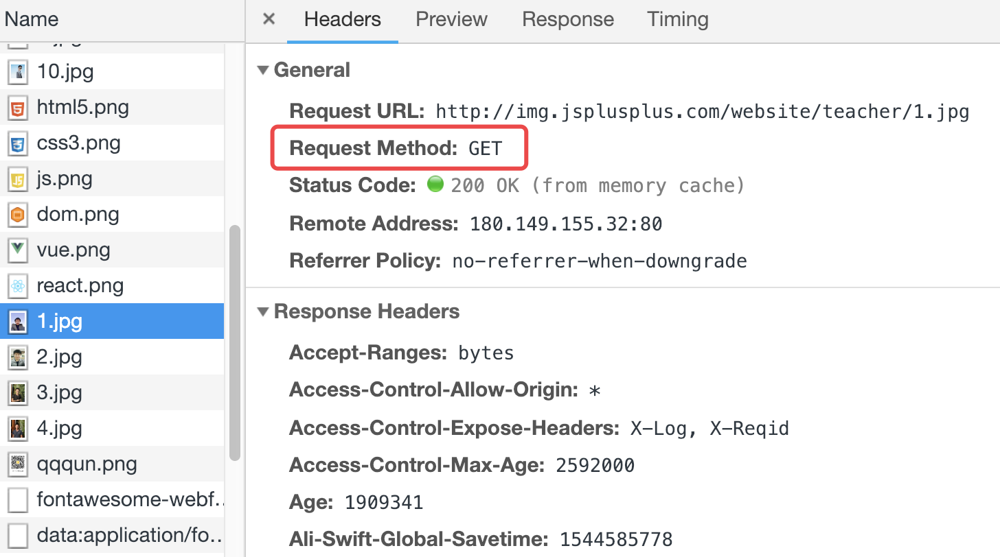 Name
10.jpg
html5.png
css3.png
js.png
dom.png
vue.png
react.png
1.jpg
2.jpg
3.jpg
4.jpg
qqqun.png
fontawesome-webf…
data:application/fo…
× Headers Preview Response Timing
▼ General
Request URL: http://img.jsplusplus.com/website/teacher/1.jpg
Request Method: GET
Status Code: 200 OK (from memory cache)
Remote Address: 180.149.155.32:80
Referrer Policy: no-referrer-when-downgrade
▼ Response Headers
Accept-Ranges: bytes
Access-Control-Allow-Origin: *
Access-Control-Expose-Headers: X-Log, X-Reqid
Access-Control-Max-Age: 2592000
Age: 1909341
Ali-Swift-Global-Savetime: 1544585778